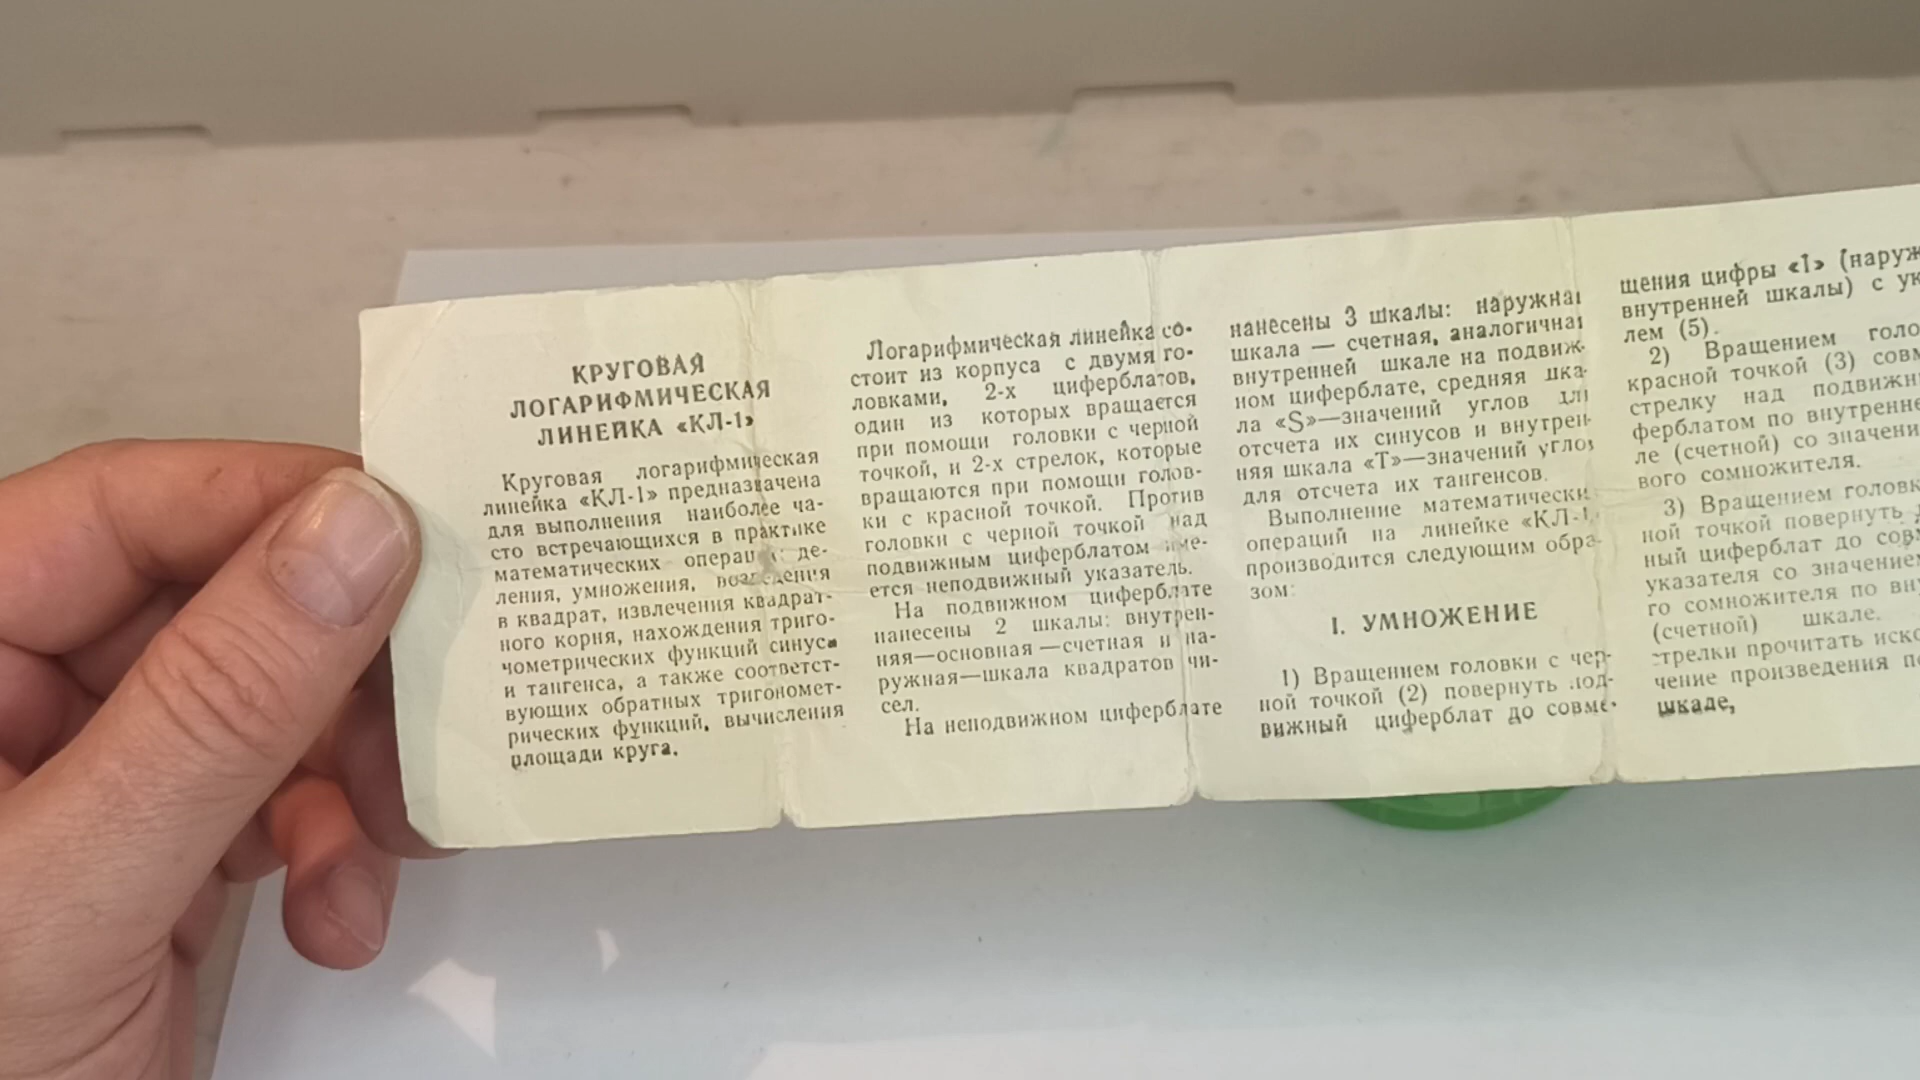 КРУГОВАЯ
ЛОГАРИФМИЧЕСКАЯ
ЛИНЕЙКА «КЛ-1»
Круговая логарифмическая
линейка «КЛ-1» предназначена
для выполнения наиболее ча-
сто встречающихся в практике
математических опера де-
ления, умножения, возведения
в квадрат, извлечения квадрат-
ного корня, нахождения триго-
нометрических функций синуса
и тангенса, а также соответст-
вующих обратных тригономет-
рических функций, вычисления
площади круга.
Логарифмическая линейка со-
стоит из корпуса с двумя го-
ловками, 2-х циферблатов,
один из которых вращается
при помощи головки с черной
точкой, и 2-х стрелок, которые
вращаются при помощи голов-
ки с красной точкой. Против
головки с черной точкой над
подвижным циферблатом име-
ется неподвижный указатель.
На подвижном циферблате
нанесены 2 шкалы: внутрен-
няя—основная—счетная и на-
ружная—шкала квадратов чи-
сел.
На неподвижном циферблате
нанесены 3 шкалы: наружная
шкала — счетная, аналогичная
внутренней шкале на подвиж-
ном циферблате, средняя шка-
ла «S»—значений углов для
отсчета их синусов и внутрен-
няя шкала «Т»—значений углов
для отсчета их тангенсов.
Выполнение математических
операций на линейке «КЛ-1»
производится следующим обра-
зом:
I. УМНОЖЕНИЕ
1) Вращением головки с чер-
ной точкой (2) повернуть под-
вижный циферблат до совме-
щения цифры «1» (наруж
внутренней шкалы) с ук
лем (5).
2) Вращением голо
красной точкой (3) совм
стрелку над подвижн
ферблатом по внутренне
ле (счетной) со значени
вого сомножителя.
3) Вращением головк
ной точкой повернуть
ный циферблат до совм
указателя со значением
го сомножителя по вну
(счетной) шкале.
стрелки прочитать иско
чение произведения по
шкале,